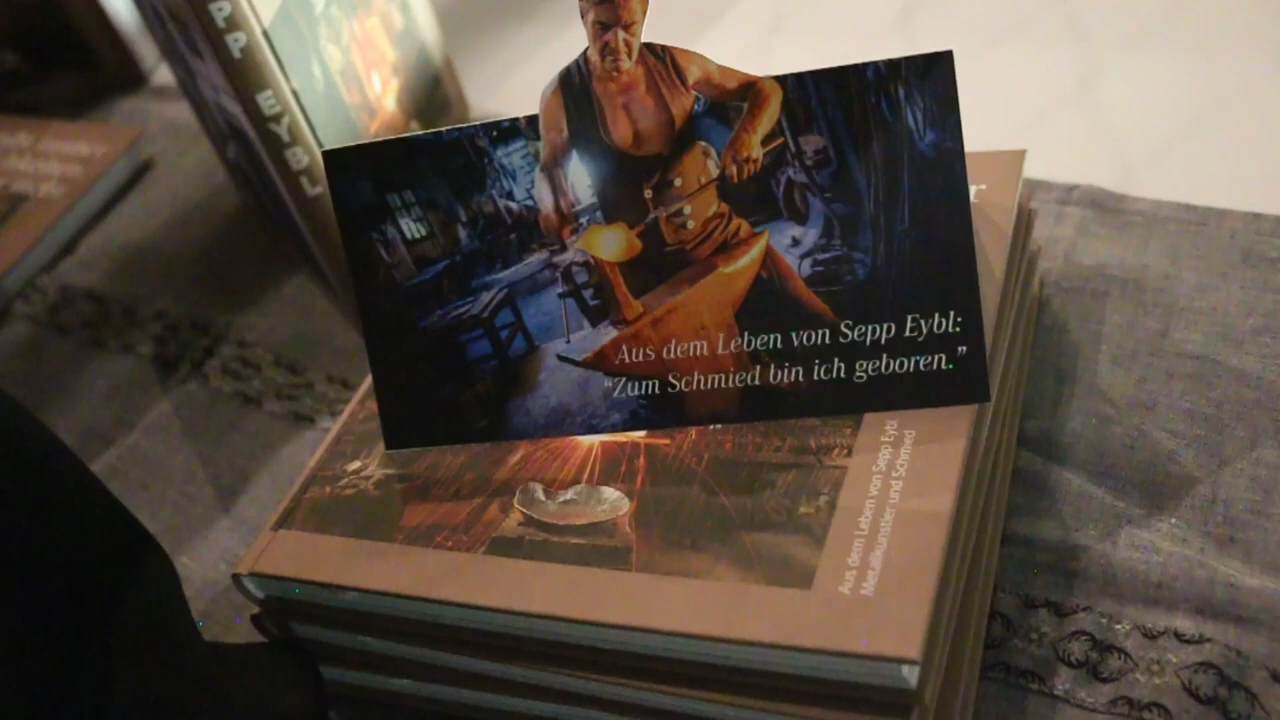 PP EYBL
r
Aus dem Leben von Sepp Eybl:
“Zum Schmied bin ich geboren.”
Aus dem Leben von Sepp Eybl
Metallkünstler und Schmied